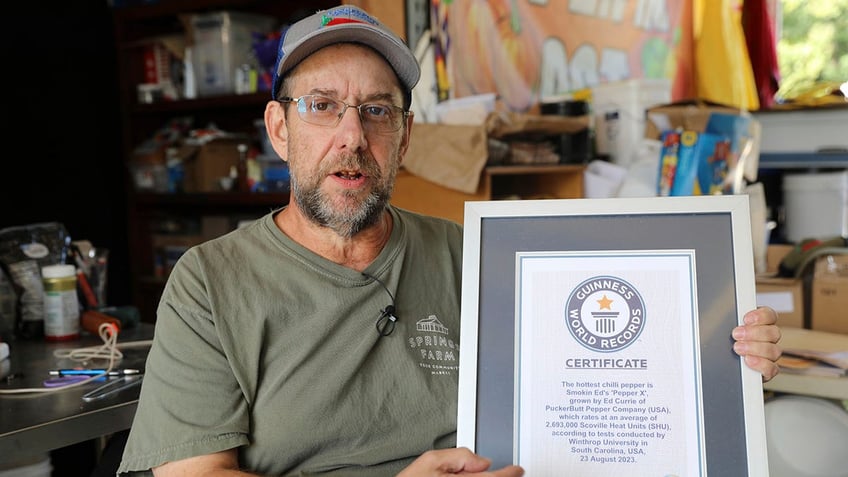 GUINNESS
WORLD RECORDS
CERTIFICATE
The hottest chilli pepper is
Smokin Ed's 'Pepper X',
grown by Ed Currie of
PuckerButt Pepper Company (USA),
which rates at an average of
2,693,000 Scoville Heat Units (SHU),
according to tests conducted by
Winthrop University in
South Carolina, USA,
23 August 2023.
FARM